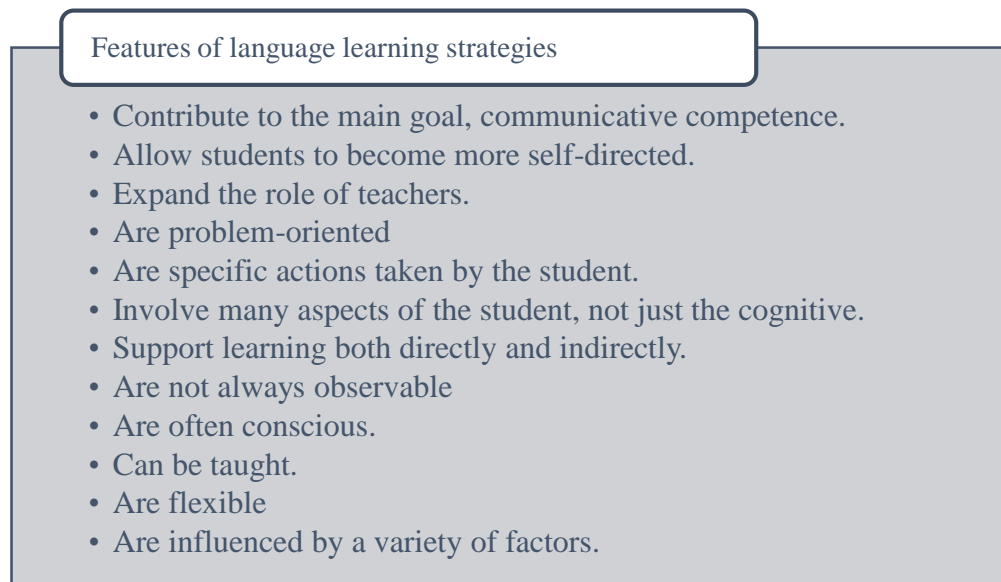 Features of language learning strategies
• Contribute to the main goal, communicative competence.
• Allow students to become more self-directed.
• Expand the role of teachers.
• Are problem-oriented
• Are specific actions taken by the student.
• Involve many aspects of the student, not just the cognitive.
• Support learning both directly and indirectly.
• Are not always observable
• Are often conscious.
• Can be taught.
• Are flexible
• Are influenced by a variety of factors.